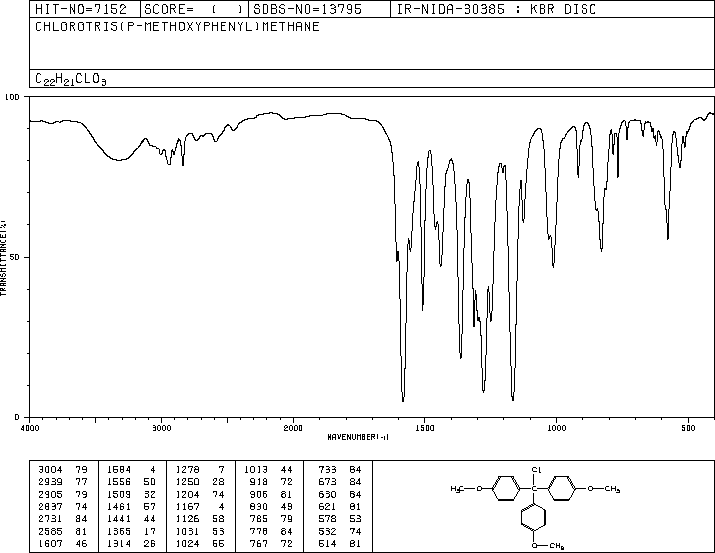 HIT-NO=7152 SCORE= ( ) SDBS-NO=13795 IR-NIDA-30385 : KBR DISC
CHLOROTRIS(P-METHOXYPHENYL)METHANE
C22H21CLO3
100
TRANSMITTANCE(%)
50
0
4000 3000 2000 1500 1000 500
WAVENUMBER(-1)
3004 79 1584 4 1278 7 1013 44 733 84
2939 77 1556 50 1250 28 918 72 673 84
2905 79 1509 32 1204 74 906 81 630 84
2837 74 1461 57 1167 4 830 49 621 81
2731 84 1441 44 1126 58 785 79 578 53
2585 81 1365 17 1031 53 778 84 532 74
1607 46 1314 26 1024 55 767 72 514 81
Cl
H3C O C O CH3
O CH3